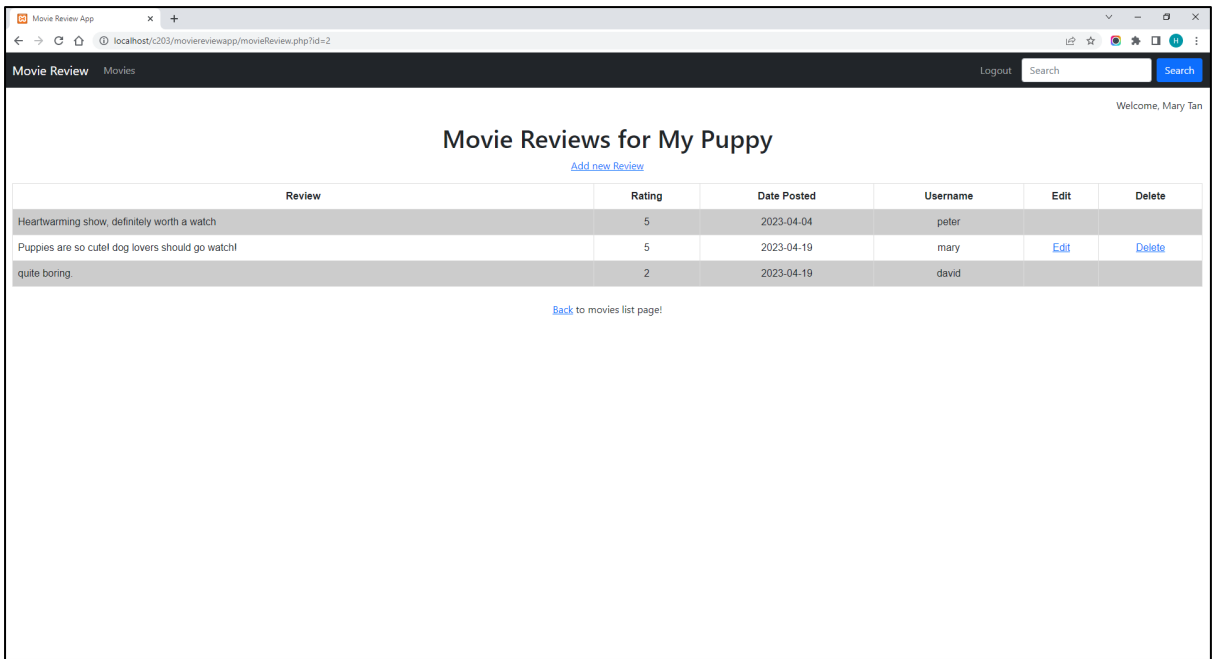 Movie Review App
localhost/c203/moviereviewapp/movieReview.php?id=2
H
Movie Review Movies Logout Search Search
Welcome, Mary Tan
Movie Reviews for My Puppy
Add new Review
Review Rating Date Posted Username Edit Delete
Heartwarming show, definitely worth a watch 5 2023-04-04 peter
Puppies are so cute! dog lovers should go watch! 5 2023-04-19 mary Edit Delete
quite boring. 2 2023-04-19 david
Back to movies list page!